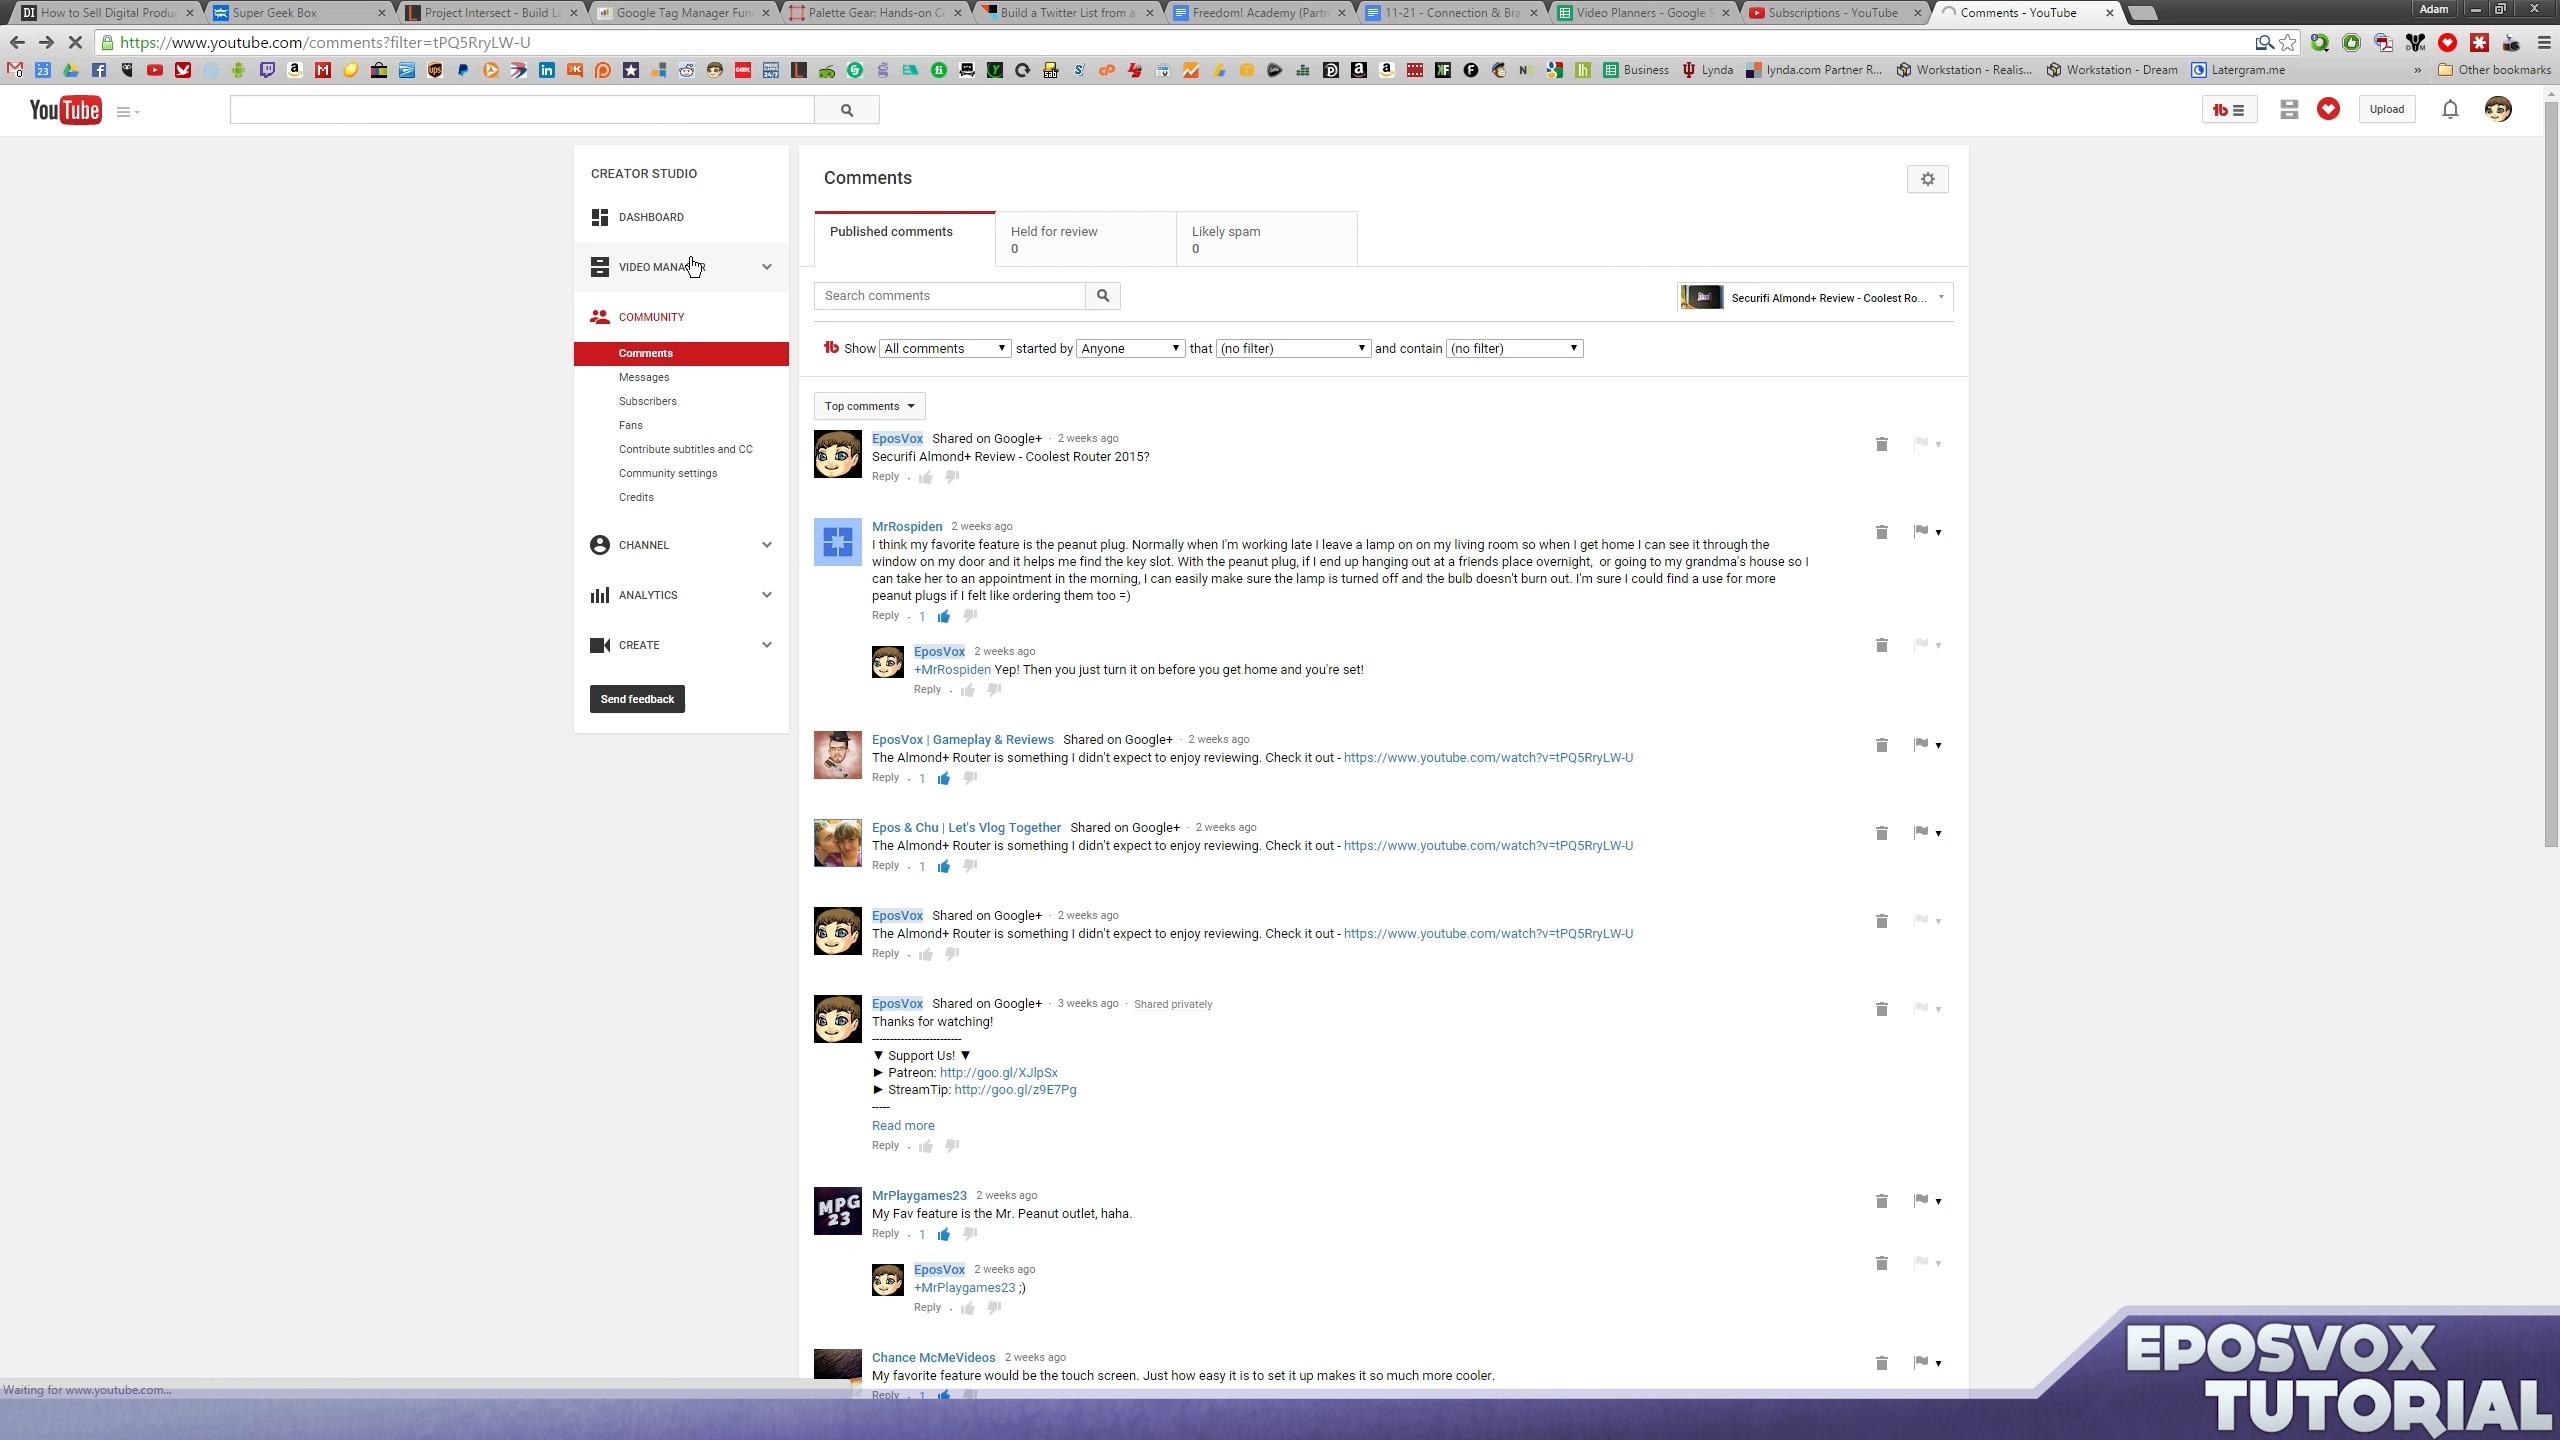 How to Sell Digital Produc
Super Geek Box
Project Intersect - Build Lo
Google Tag Manager Fun
Palette Gear: Hands-on Co
Build a Twitter List from a
Freedom! Academy (Partn
11-21 - Connection & Bra
Video Planners - Google S
Subscriptions - YouTube
Comments - YouTube
Adam
https://www.youtube.com/comments?filter=tPQ5RryLW-U
Business
Lynda
lynda.com Partner R...
Workstation - Realis...
Workstation - Dream
Latergram.me
»
Other bookmarks
YouTube
Upload
CREATOR STUDIO
DASHBOARD
VIDEO MANAGER
COMMUNITY
Comments
Messages
Subscribers
Fans
Contribute subtitles and CC
Community settings
Credits
CHANNEL
ANALYTICS
CREATE
Send feedback
Comments
Published comments
Held for review
0
Likely spam
0
Search comments
Securifi Almond+ Review - Coolest Ro...
Show All comments started by Anyone that (no filter) and contain (no filter)
Top comments
EposVox Shared on Google+ · 2 weeks ago
Securifi Almond+ Review - Coolest Router 2015?
Reply ·
MrRospiden 2 weeks ago
I think my favorite feature is the peanut plug. Normally when I'm working late I leave a lamp on on my living room so when I get home I can see it through the
window on my door and it helps me find the key slot. With the peanut plug, if I end up hanging out at a friends place overnight, or going to my grandma's house so I
can take her to an appointment in the morning, I can easily make sure the lamp is turned off and the bulb doesn't burn out. I'm sure I could find a use for more
peanut plugs if I felt like ordering them too =)
Reply · 1
EposVox 2 weeks ago
+MrRospiden Yep! Then you just turn it on before you get home and you're set!
Reply ·
EposVox | Gameplay & Reviews Shared on Google+ · 2 weeks ago
The Almond+ Router is something I didn't expect to enjoy reviewing. Check it out - https://www.youtube.com/watch?v=tPQ5RryLW-U
Reply · 1
Epos & Chu | Let's Vlog Together Shared on Google+ · 2 weeks ago
The Almond+ Router is something I didn't expect to enjoy reviewing. Check it out - https://www.youtube.com/watch?v=tPQ5RryLW-U
Reply · 1
EposVox Shared on Google+ · 2 weeks ago
The Almond+ Router is something I didn't expect to enjoy reviewing. Check it out - https://www.youtube.com/watch?v=tPQ5RryLW-U
Reply ·
EposVox Shared on Google+ · 3 weeks ago · Shared privately
Thanks for watching!
-------------------------
▼ Support Us! ▼
► Patreon: http://goo.gl/XJlpSx
► StreamTip: http://goo.gl/z9E7Pg
-----
Read more
Reply ·
MPG
23
MrPlaygames23 2 weeks ago
My Fav feature is the Mr. Peanut outlet, haha.
Reply · 1
EposVox 2 weeks ago
+MrPlaygames23 ;)
Reply ·
Chance McMeVideos 2 weeks ago
My favorite feature would be the touch screen. Just how easy it is to set it up makes it so much more cooler.
Reply · 1
Waiting for www.youtube.com...
EPOSVOX
TUTORIAL